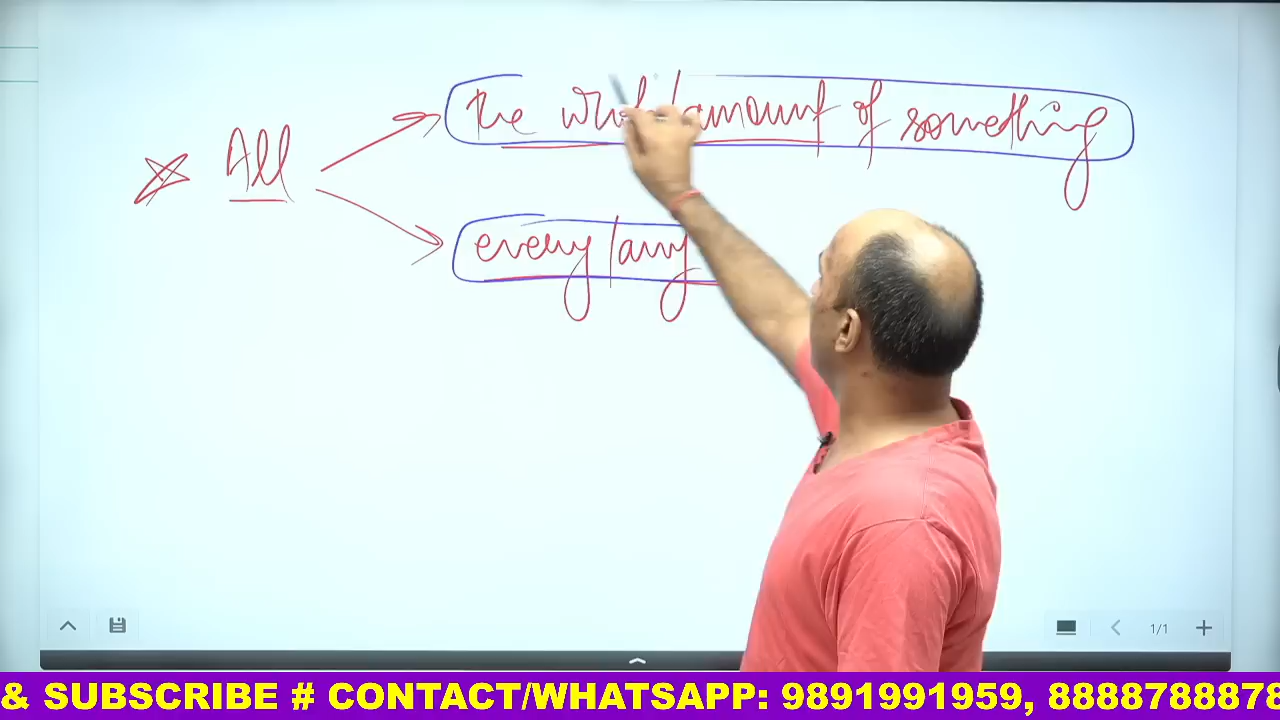 All
the whole/amount of something
every/any
1/1
& SUBSCRIBE # CONTACT/WHATSAPP: 9891991959, 8888788878